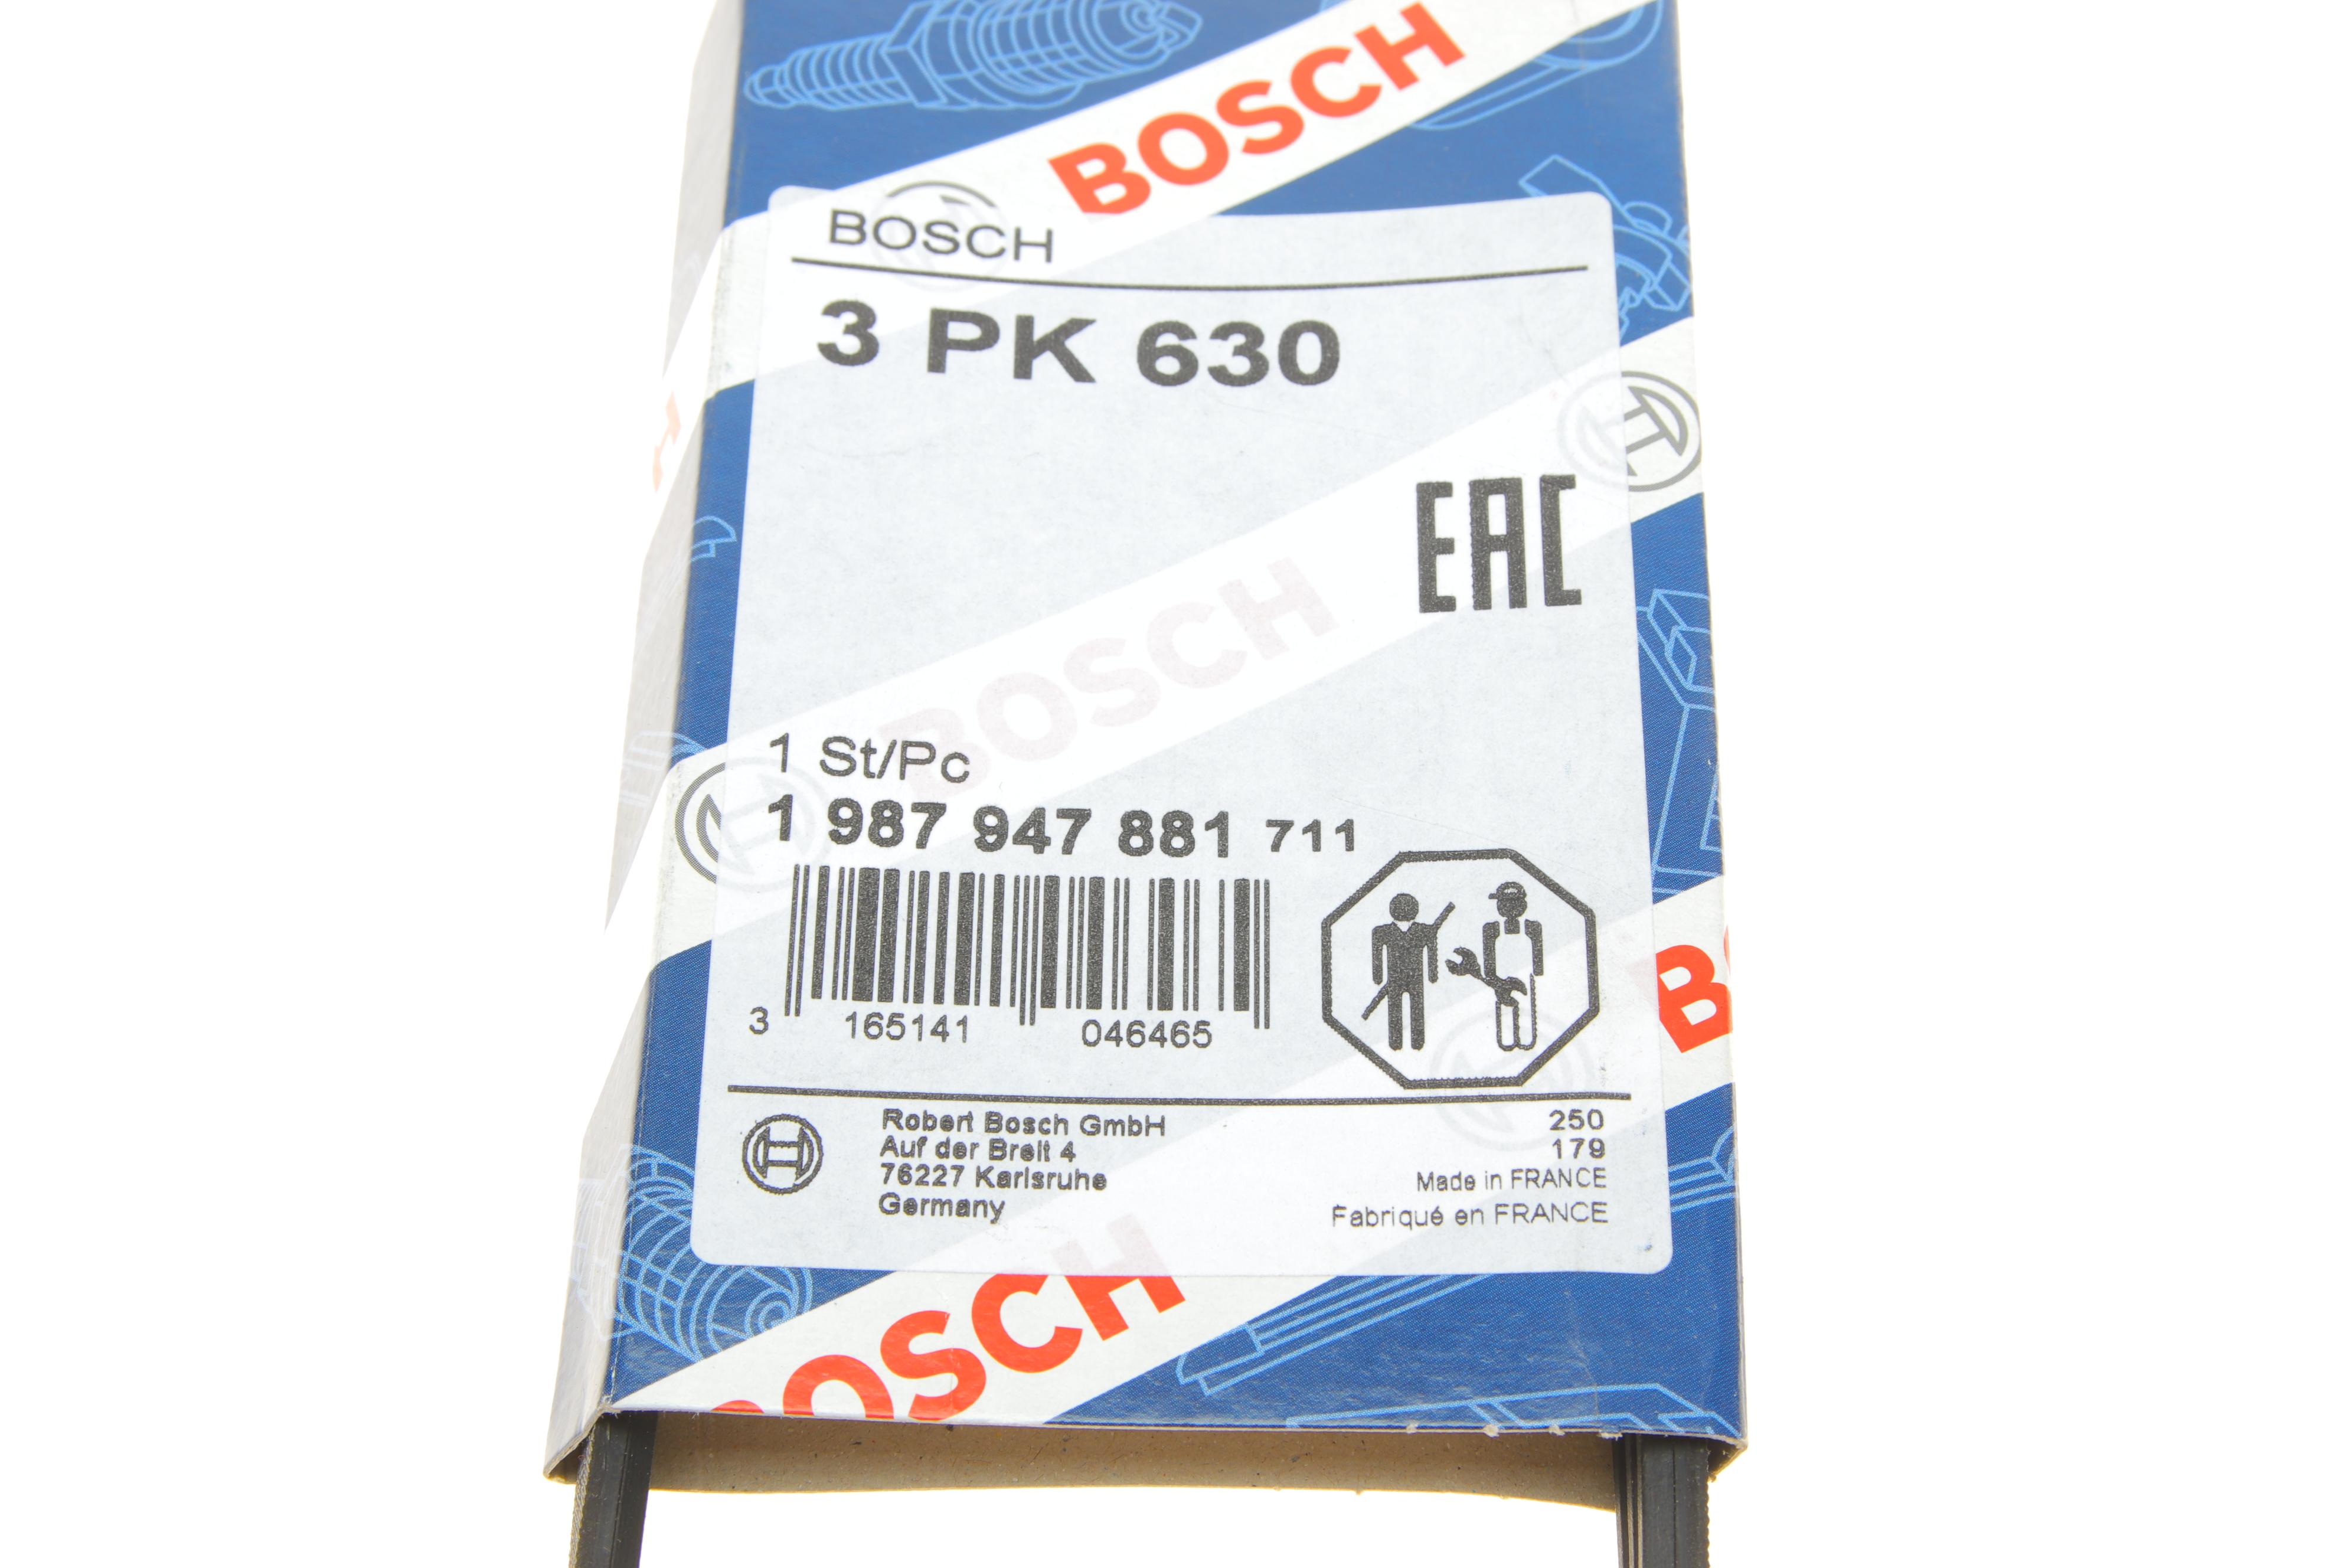 BOSCH
BOSCH
3 PK 630
EAC
BOSCH
1 St/Pc
1 987 947 881 711
3 165141 046465
Robert Bosch GmbH
Auf der Breit 4
76227 Karlsruhe
Germany
250
179
Made in FRANCE
Fabriqué en FRANCE
BOSCH